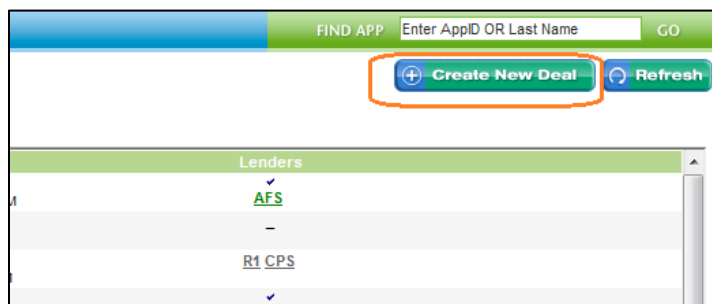 FIND APP Enter AppID OR Last Name GO
Create New Deal Refresh
Lenders
AFS
–
R1 CPS